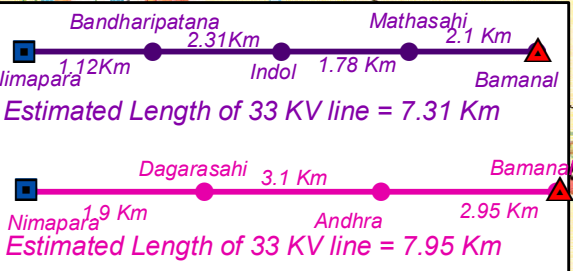 Bandharipatana Mathasahi
2.31Km 2.1 Km
Nimapara 1.12Km Indol 1.78 Km Bamanal
Estimated Length of 33 KV line = 7.31 Km
Dagarasahi 3.1 Km Bamanal
Nimapara 1.9 Km Andhra 2.95 Km
Estimated Length of 33 KV line = 7.95 Km